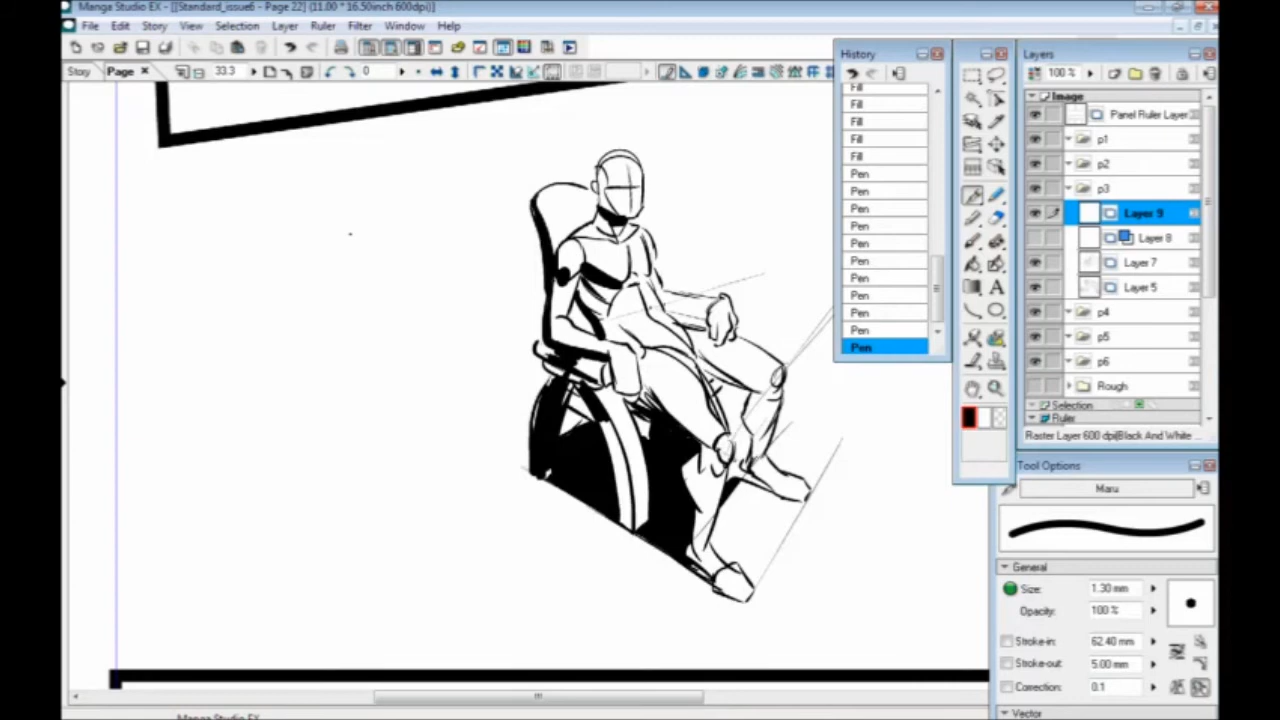 Manga Studio EX - [[Standard_issue6 - Page 22] (11.00 * 16.50inch 600dpi)]
File Edit Story View Selection Layer Ruler Filter Window Help
Story Page 33.3 0
History
Fill
Fill
Fill
Fill
Fill
Pen
Pen
Pen
Pen
Pen
Pen
Pen
Pen
Pen
Pen
Pen
Layers
100 %
Image
Panel Ruler Layer
p1
p2
p3
Layer 9
Layer 8
Layer 7
Layer 5
p4
p5
p6
Rough
Selection
Ruler
Raster Layer 600 dpi(Black And White ...
Tool Options
Maru
General
Size: 1.30 mm
Opacity: 100 %
Stroke-in: 62.40 mm
Stroke-out: 5.00 mm
Correction: 0.1
Vector
Manga Studio EX